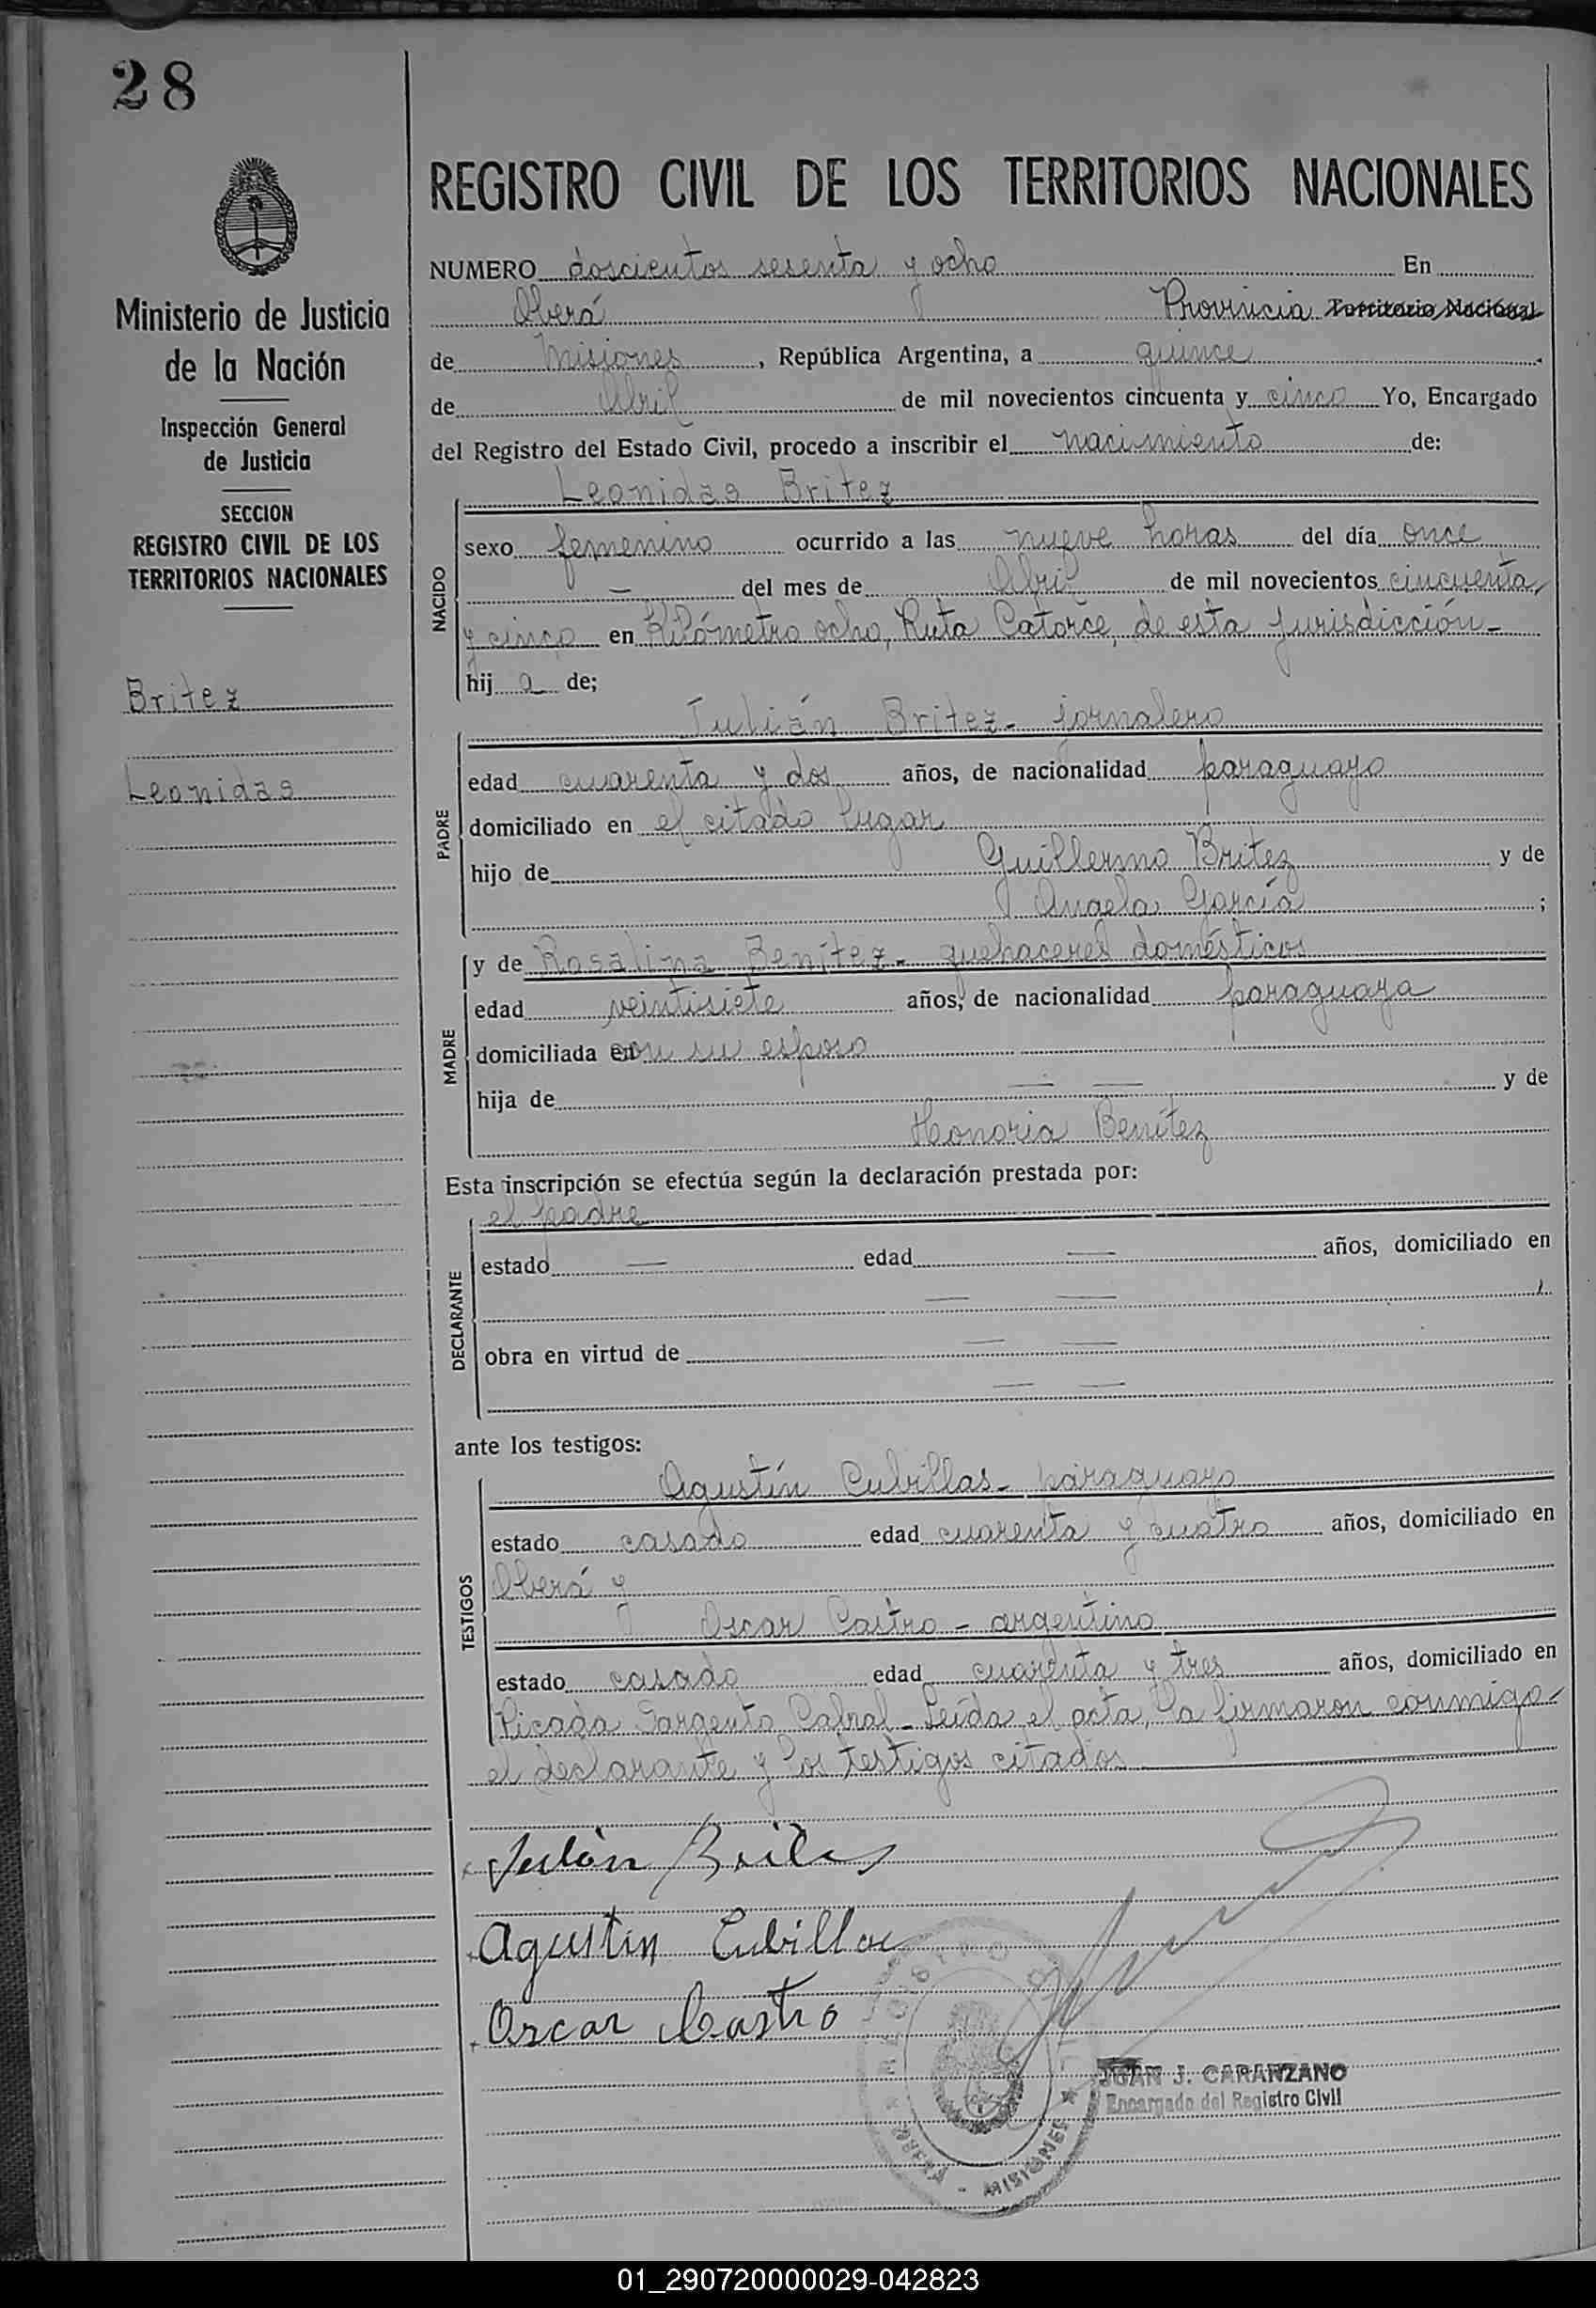 28
Ministerio de Justicia
de la Nación
Inspección General
de Justicia
SECCION
REGISTRO CIVIL DE LOS
TERRITORIOS NACIONALES
Britez
Leonidas
REGISTRO CIVIL DE LOS TERRITORIOS NACIONALES
NUMERO doscientos sesenta y ocho En
Oberá Provincia Territorio Nacional
de Misiones, República Argentina, a quince
de Abril de mil novecientos cincuenta y cinco Yo, Encargado
del Registro del Estado Civil, procedo a inscribir el nacimiento de:
NACIDO
Leonidas Britez
sexo femenino ocurrido a las nueve horas del día once
— del mes de Abril de mil novecientos cincuenta
y cinco en Kilómetro ocho, Ruta Catorce, de esta jurisdicción-
hij a de;
PADRE
Julián Britez- jornalero
edad cuarenta y dos años, de nacionalidad paraguayo
domiciliado en el citado lugar
hijo de Guillermo Britez y de
Angela García ;
MADRE
y de Rosalina Benítez- quehaceres domésticos
edad veintisiete años, de nacionalidad paraguaya
domiciliada en con su esposo
hija de — — y de
Honoria Benítez
Esta inscripción se efectúa según la declaración prestada por:
DECLARANTE
el padre
estado — edad — años, domiciliado en
— — ,
obra en virtud de — —
— —
ante los testigos:
TESTIGOS
Agustín Cubillas- paraguayo
estado casado edad cuarenta y cuatro años, domiciliado en
Oberá y
Oscar Castro - argentino
estado casado edad cuarenta y tres años, domiciliado en
Picada Sargento Cabral- Leída el acta, la firmaron conmigo-
el declarante y los testigos citados
Julián Britez
Agustin Cubillas
Oscar Castro
REGISTRO CIVIL
OBERÁ - MISIONES
JUAN J. CARANZANO
Encargado del Registro Civil
01_290720000029-042823